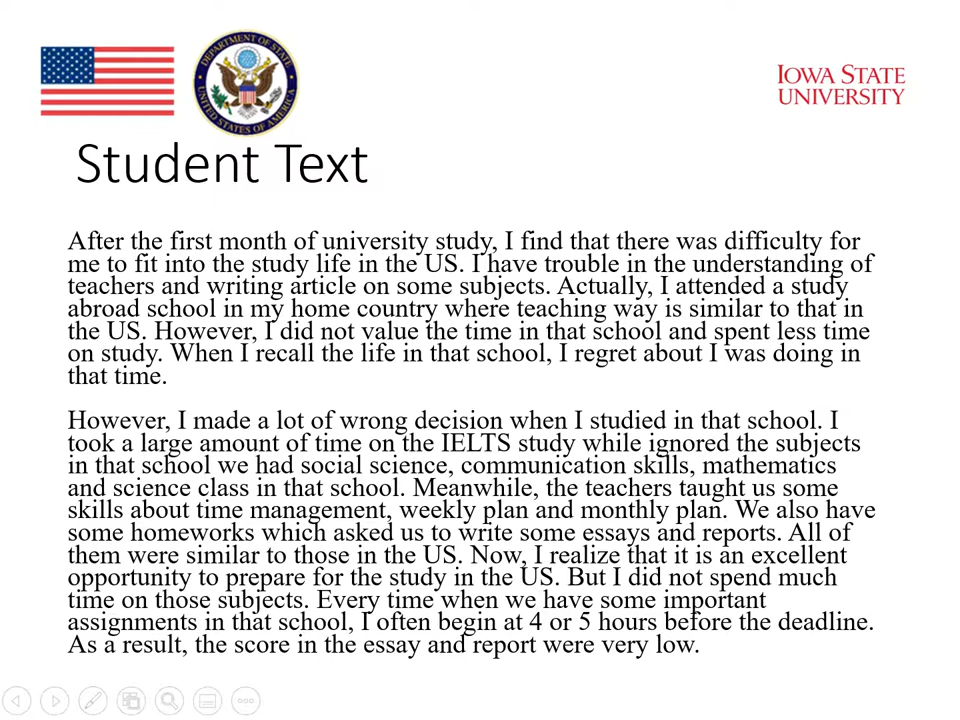 DEPARTMENT OF STATE
UNITED STATES OF AMERICA
IOWA STATE
UNIVERSITY
Student Text
After the first month of university study, I find that there was difficulty for
me to fit into the study life in the US. I have trouble in the understanding of
teachers and writing article on some subjects. Actually, I attended a study
abroad school in my home country where teaching way is similar to that in
the US. However, I did not value the time in that school and spent less time
on study. When I recall the life in that school, I regret about I was doing in
that time.
However, I made a lot of wrong decision when I studied in that school. I
took a large amount of time on the IELTS study while ignored the subjects
in that school we had social science, communication skills, mathematics
and science class in that school. Meanwhile, the teachers taught us some
skills about time management, weekly plan and monthly plan. We also have
some homeworks which asked us to write some essays and reports. All of
them were similar to those in the US. Now, I realize that it is an excellent
opportunity to prepare for the study in the US. But I did not spend much
time on those subjects. Every time when we have some important
assignments in that school, I often begin at 4 or 5 hours before the deadline.
As a result, the score in the essay and report were very low.